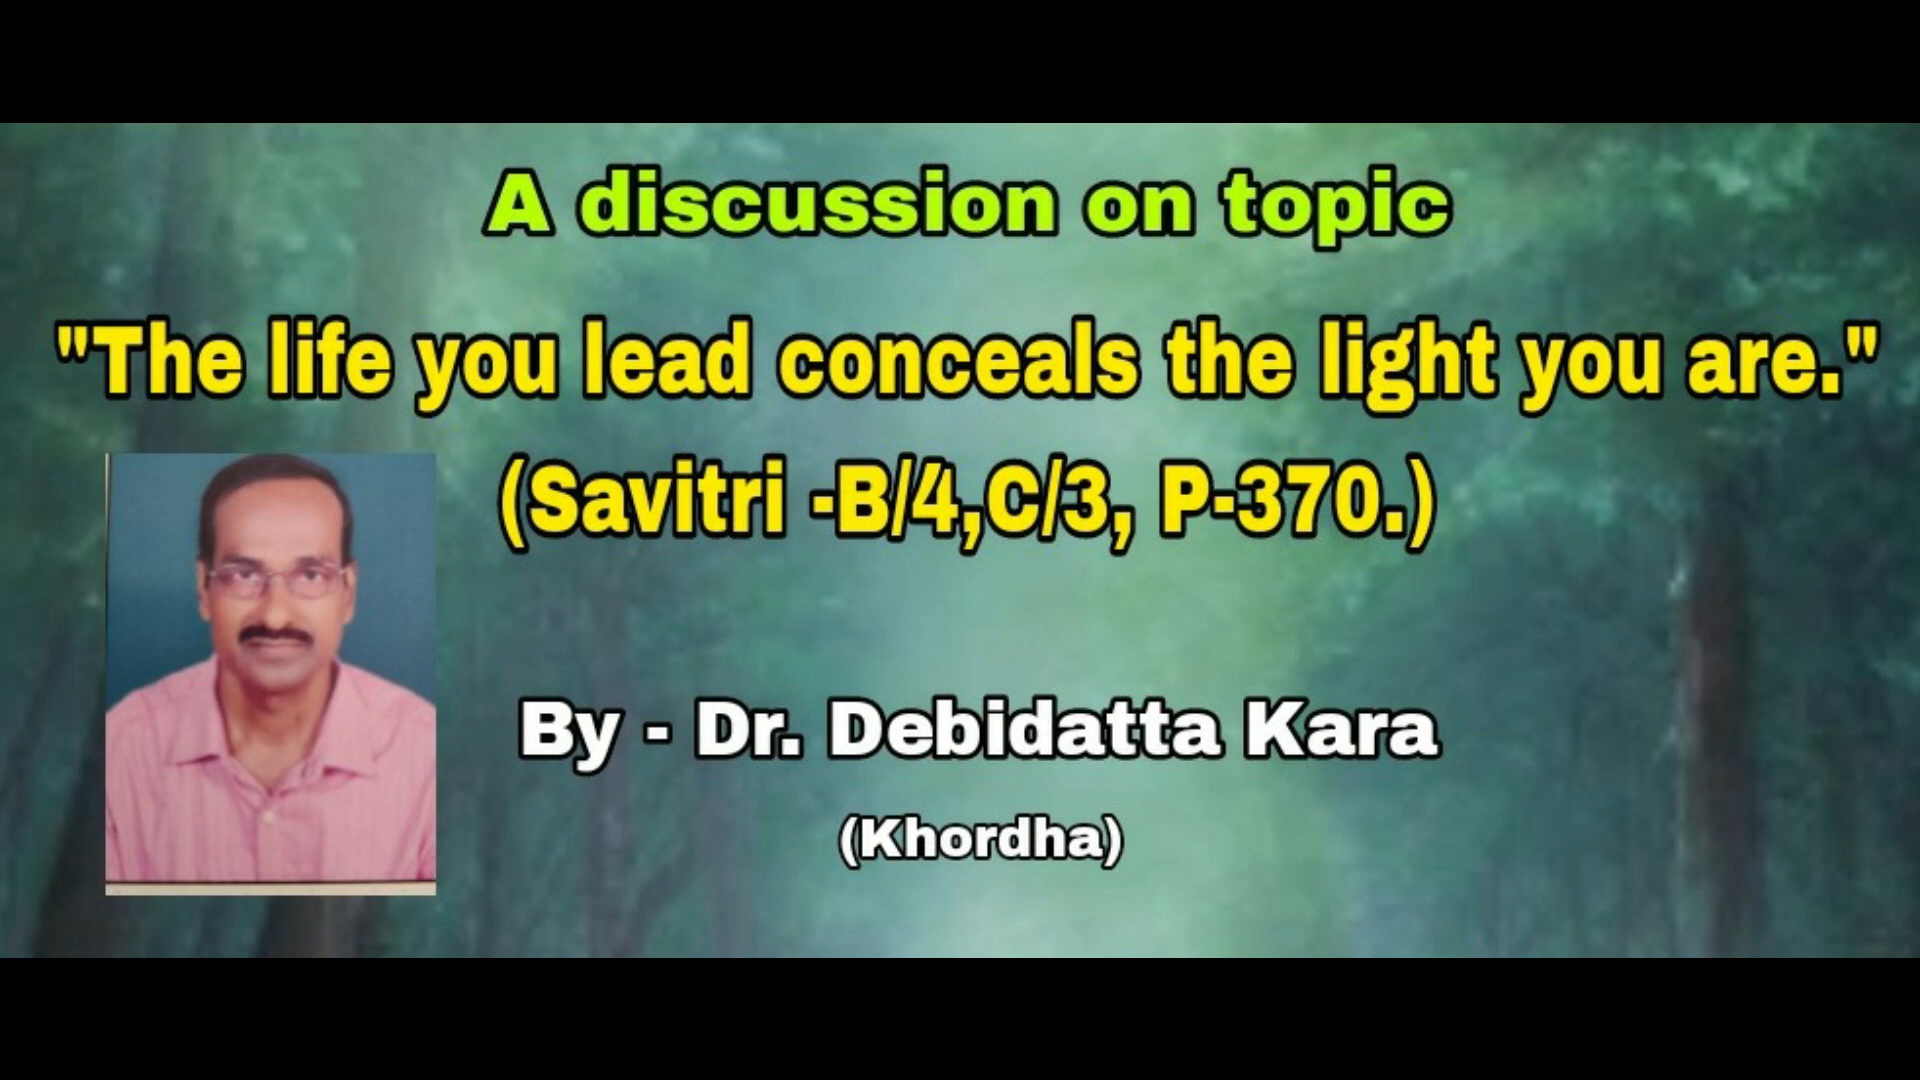 A discussion on topic
"The life you lead conceals the light you are."
(Savitri -B/4,C/3, P-370.)
By - Dr. Debidatta Kara
(Khordha)